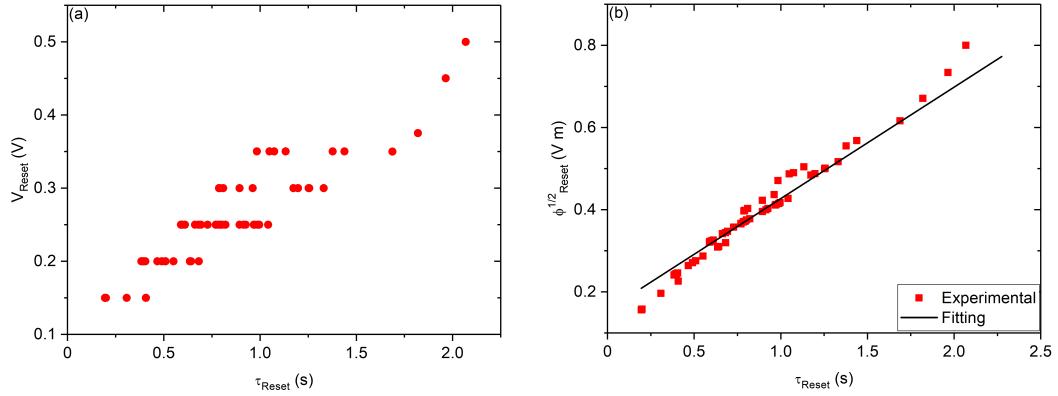 (a)
0.5
0.4
0.3
0.2
0.1
V_Reset (V)
0
0.5
1.0
1.5
2.0
τ_Reset (s)
(b)
0.8
0.6
0.4
0.2
ϕ^1/2_Reset (V m)
Experimental
Fitting
0.0
0.5
1.0
1.5
2.0
2.5
τ_Reset (s)